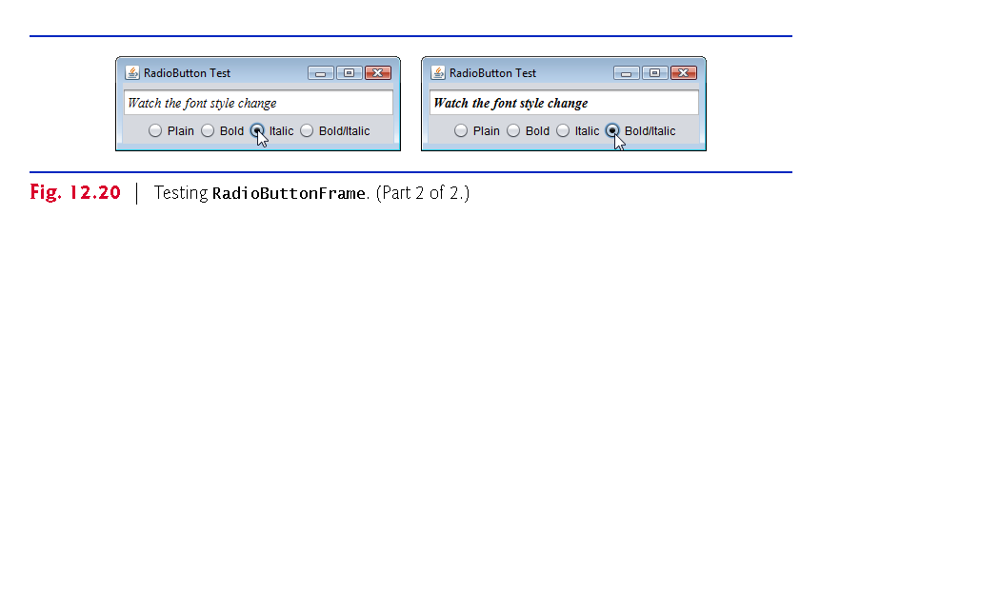 RadioButton Test
Watch the font style change
Plain Bold Italic Bold/Italic
RadioButton Test
Watch the font style change
Plain Bold Italic Bold/Italic
Fig. 12.20 | Testing RadioButtonFrame. (Part 2 of 2.)